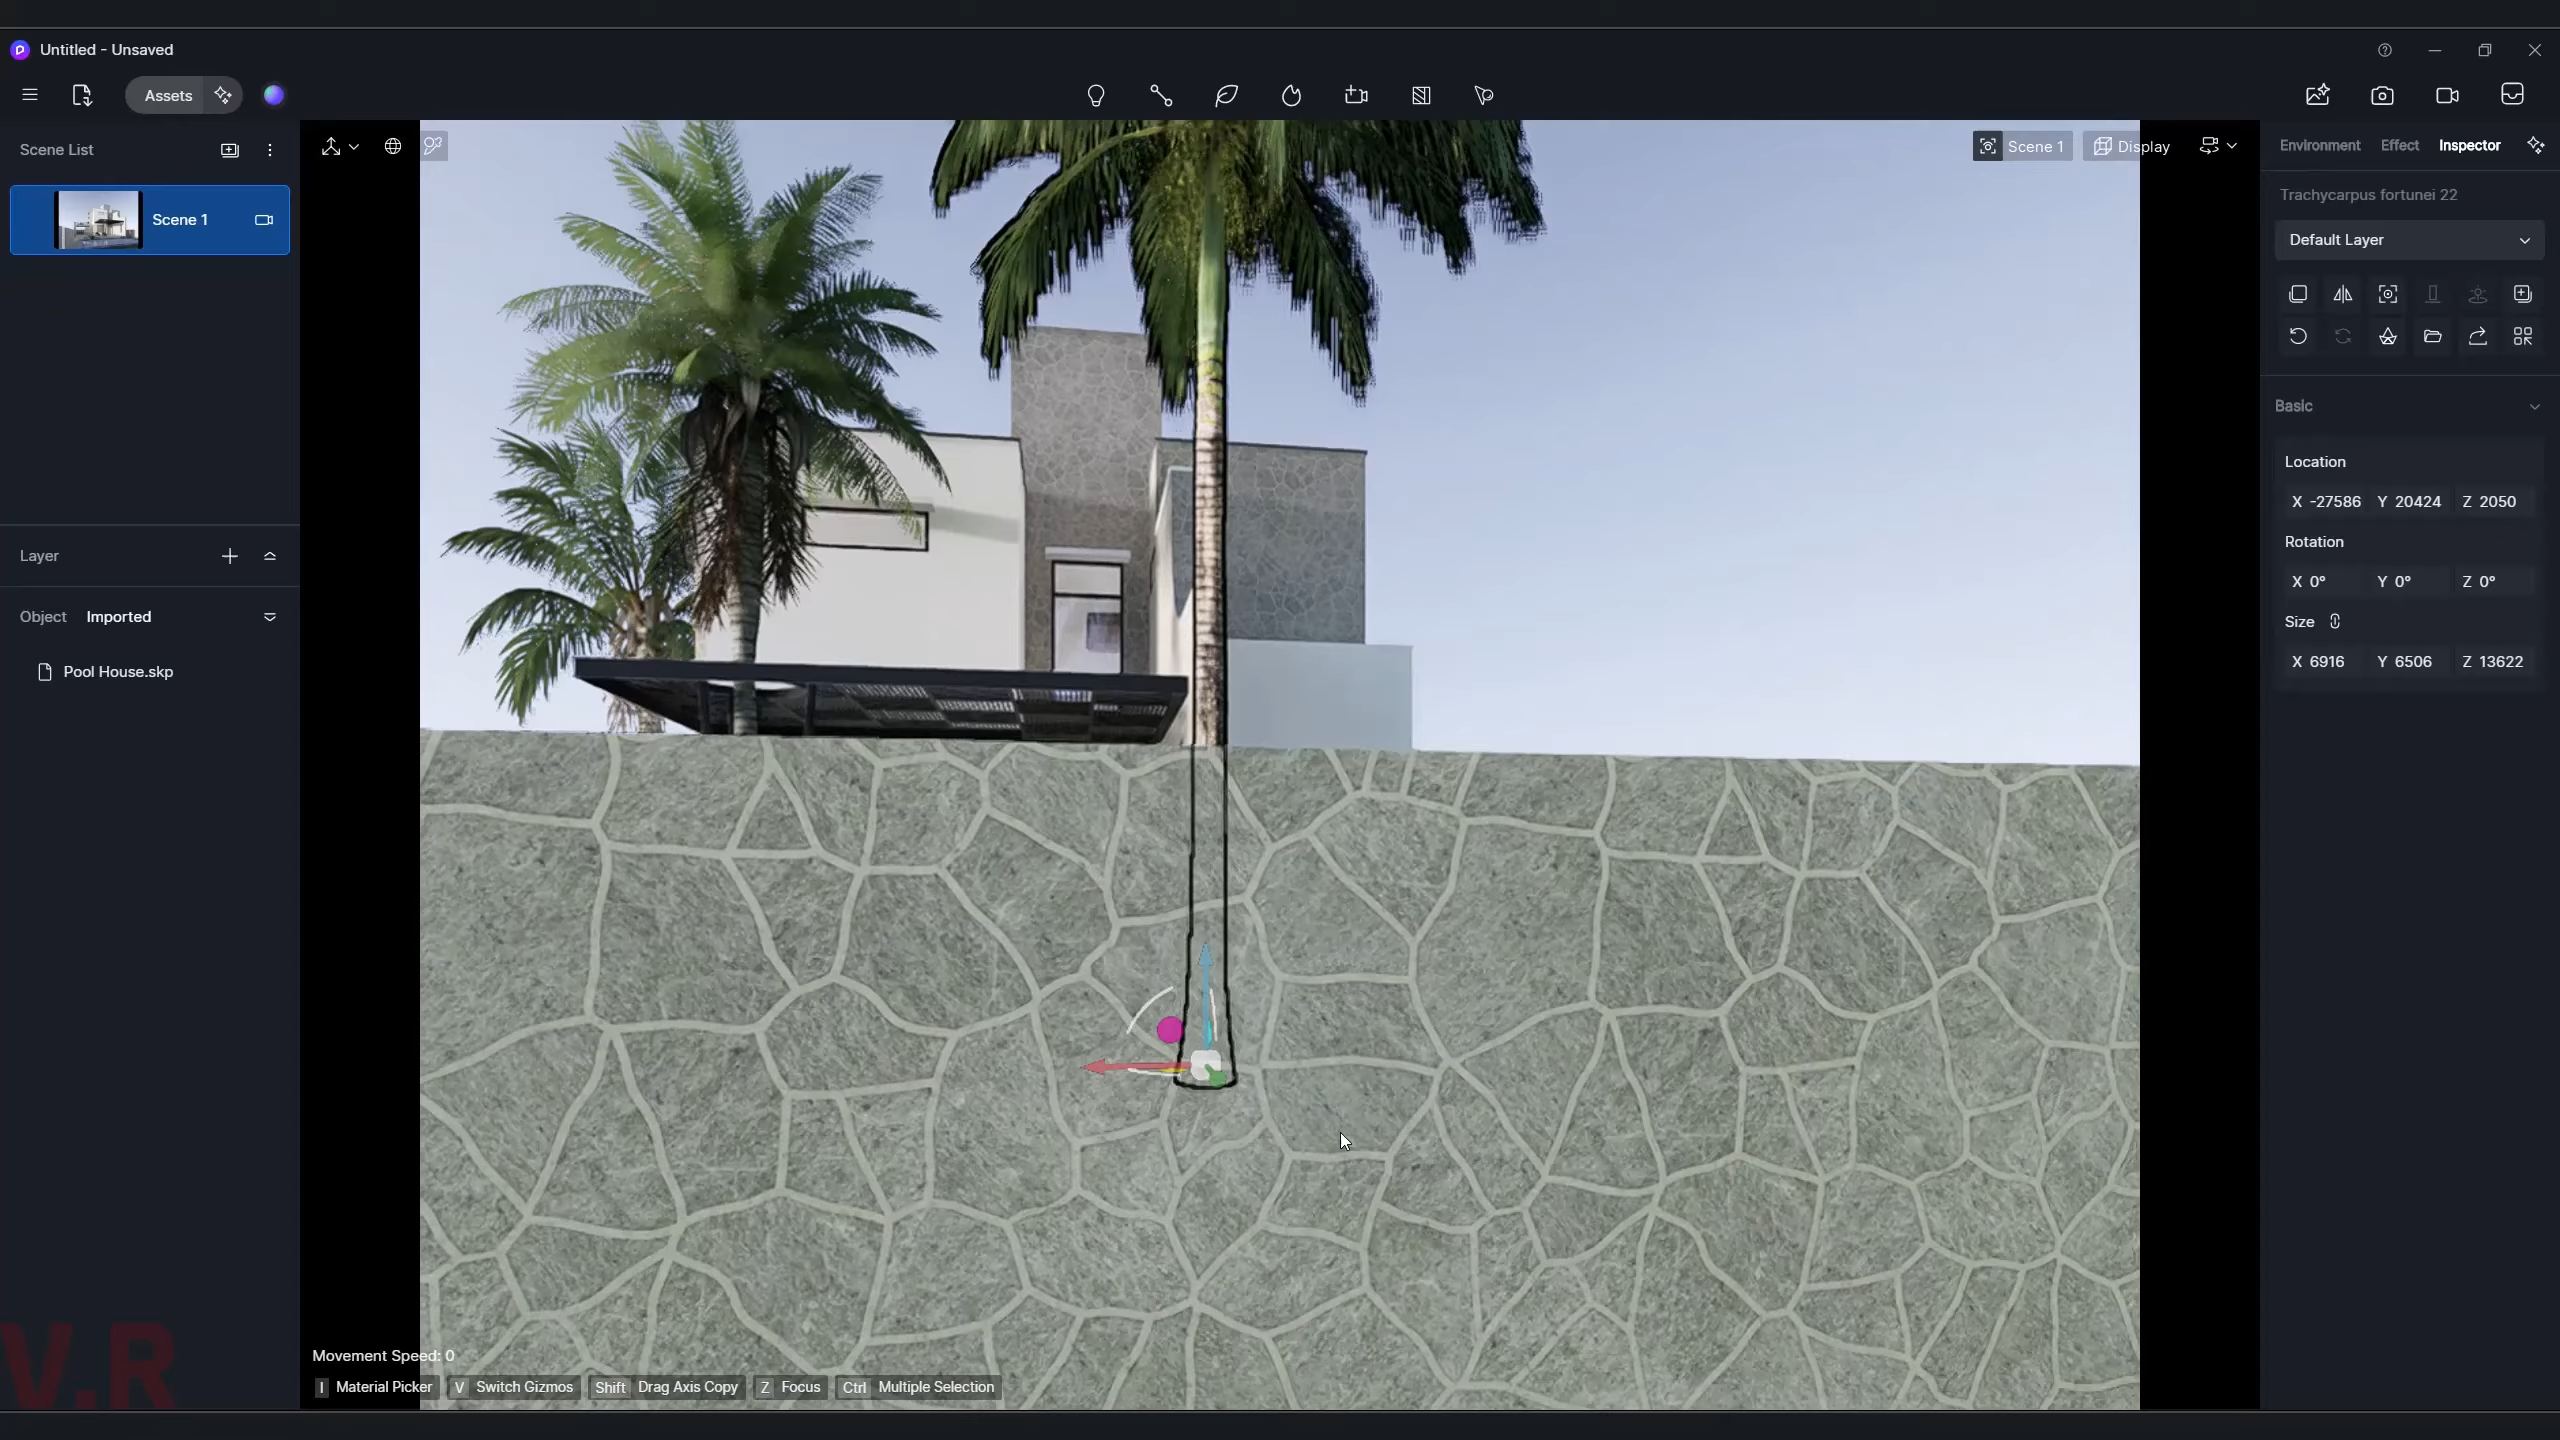 Untitled - Unsaved
Assets
Scene List
Scene 1
Layer
Object Imported
Pool House.skp
V.R
Scene 1
Display
Movement Speed: 0
I Material Picker V Switch Gizmos Shift Drag Axis Copy Z Focus Ctrl Multiple Selection
Environment Effect Inspector
Trachycarpus fortunei 22
Default Layer
Basic
Location
X -27586 Y 20424 Z 2050
Rotation
X 0° Y 0° Z 0°
Size
X 6916 Y 6506 Z 13622